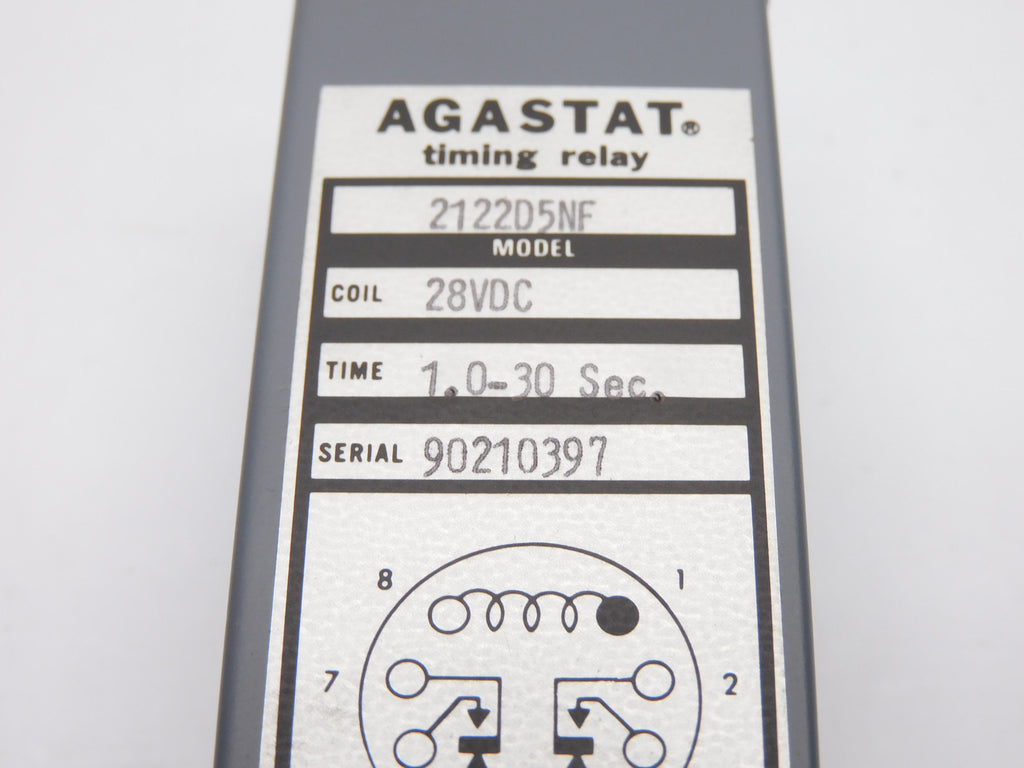 AGASTAT®
timing relay
2122D5NF
MODEL
COIL 28VDC
TIME 1.0-30 Sec.
SERIAL 90210397
8 1
7 2